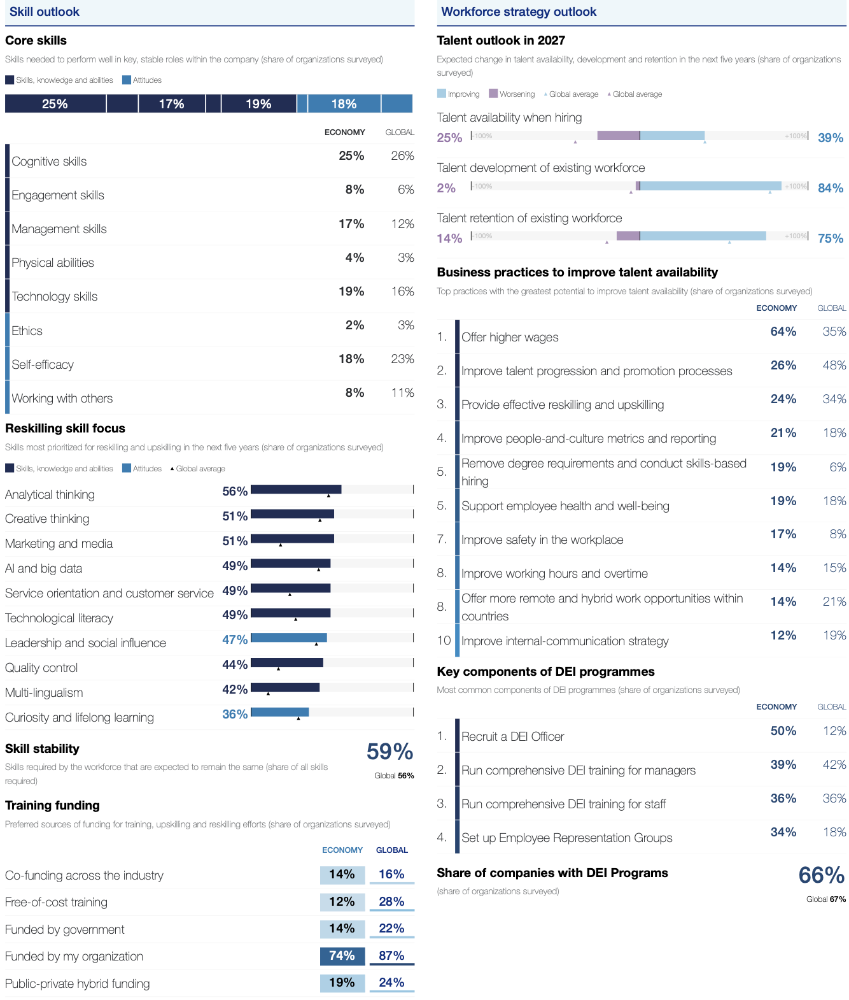 Skill outlook
Core skills
Skills needed to perform well in key, stable roles within the company (share of organizations surveyed)
Skills, knowledge and abilities Attitudes
25% 17% 19% 18%
ECONOMY GLOBAL
Cognitive skills 25% 26%
Engagement skills 8% 6%
Management skills 17% 12%
Physical abilities 4% 3%
Technology skills 19% 16%
Ethics 2% 3%
Self-efficacy 18% 23%
Working with others 8% 11%
Reskilling skill focus
Skills most prioritized for reskilling and upskilling in the next five years (share of organizations surveyed)
Skills, knowledge and abilities Attitudes Global average
Analytical thinking 56%
Creative thinking 51%
Marketing and media 51%
AI and big data 49%
Service orientation and customer service 49%
Technological literacy 49%
Leadership and social influence 47%
Quality control 44%
Multi-lingualism 42%
Curiosity and lifelong learning 36%
Skill stability 59%
Skills required by the workforce that are expected to remain the same (share of all skills
required)
Global 56%
Training funding
Preferred sources of funding for training, upskilling and reskilling efforts (share of organizations surveyed)
ECONOMY GLOBAL
Co-funding across the industry 14% 16%
Free-of-cost training 12% 28%
Funded by government 14% 22%
Funded by my organization 74% 87%
Public-private hybrid funding 19% 24%
Workforce strategy outlook
Talent outlook in 2027
Expected change in talent availability, development and retention in the next five years (share of organizations
surveyed)
Improving Worsening Global average Global average
Talent availability when hiring
25% -100% +100% 39%
Talent development of existing workforce
2% -100% +100% 84%
Talent retention of existing workforce
14% -100% +100% 75%
Business practices to improve talent availability
Top practices with the greatest potential to improve talent availability (share of organizations surveyed)
ECONOMY GLOBAL
1. Offer higher wages 64% 35%
2. Improve talent progression and promotion processes 26% 48%
3. Provide effective reskilling and upskilling 24% 34%
4. Improve people-and-culture metrics and reporting 21% 18%
5. Remove degree requirements and conduct skills-based 19% 6%
hiring
5. Support employee health and well-being 19% 18%
7. Improve safety in the workplace 17% 8%
8. Improve working hours and overtime 14% 15%
8. Offer more remote and hybrid work opportunities within 14% 21%
countries
10 Improve internal-communication strategy 12% 19%
Key components of DEI programmes
Most common components of DEI programmes (share of organizations surveyed)
ECONOMY GLOBAL
1. Recruit a DEI Officer 50% 12%
2. Run comprehensive DEI training for managers 39% 42%
3. Run comprehensive DEI training for staff 36% 36%
4. Set up Employee Representation Groups 34% 18%
Share of companies with DEI Programs 66%
(share of organizations surveyed)
Global 67%